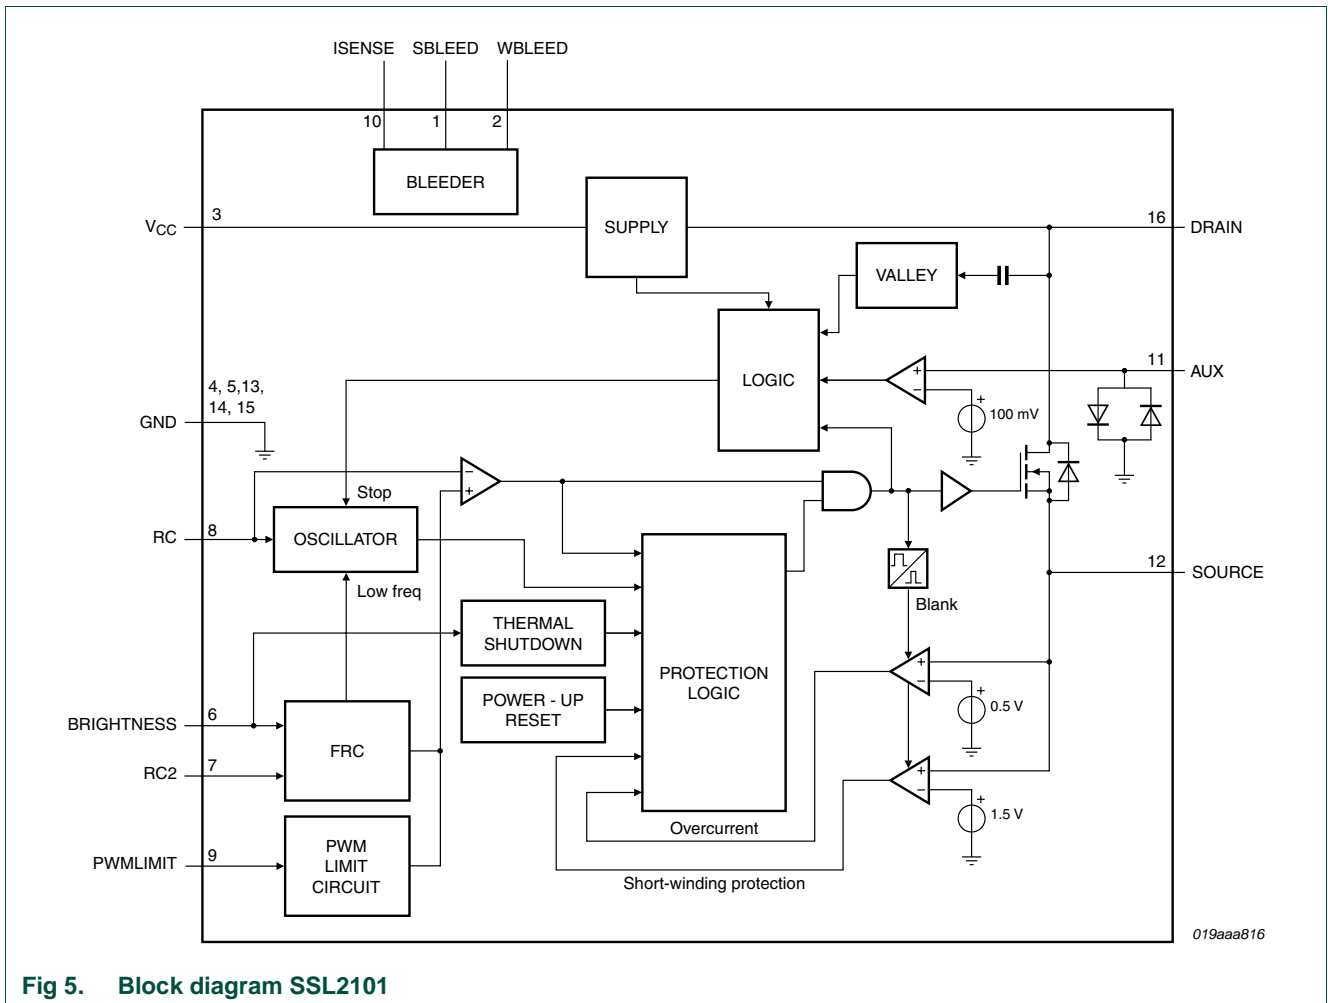 ISENSE SBLEED WBLEED
10 1 2
BLEEDER
VCC 3
SUPPLY
16 DRAIN
VALLEY
11 AUX
LOGIC
+
−
+
100 mV
4, 5,13,
14, 15
GND
−
+
Stop
RC 8
OSCILLATOR
Low freq
12 SOURCE
Blank
THERMAL
SHUTDOWN
PROTECTION
LOGIC
POWER - UP
RESET
+
−
+
0.5 V
BRIGHTNESS 6
FRC
RC2 7
+
−
+
1.5 V
Overcurrent
PWMLIMIT 9
PWM
LIMIT
CIRCUIT
Short-winding protection
019aaa816
Fig 5. Block diagram SSL2101